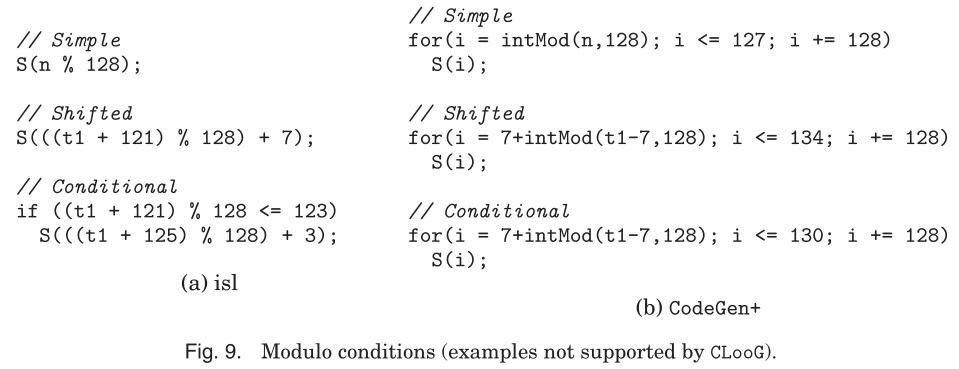 // Simple
S(n % 128);
// Shifted
S(((t1 + 121) % 128) + 7);
// Conditional
if ((t1 + 121) % 128 <= 123)
  S(((t1 + 125) % 128) + 3);
(a) isl
// Simple
for(i = intMod(n,128); i <= 127; i += 128)
  S(i);
// Shifted
for(i = 7+intMod(t1-7,128); i <= 134; i += 128)
  S(i);
// Conditional
for(i = 7+intMod(t1-7,128); i <= 130; i += 128)
  S(i);
(b) CodeGen+
Fig. 9. Modulo conditions (examples not supported by CLooG).